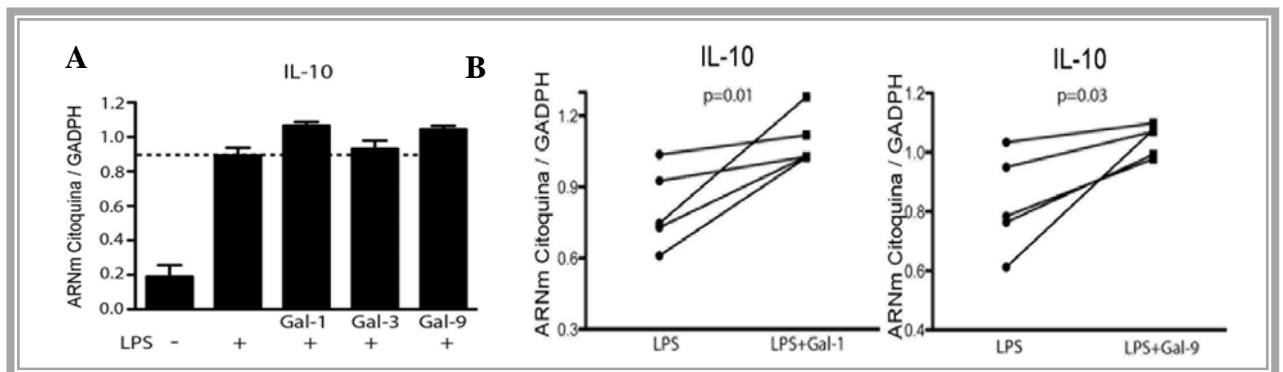 A
IL-10
ARNm Citoquina / GADPH
1.2
1.0
0.8
0.6
0.4
0.2
0.0
Gal-1 Gal-3 Gal-9
LPS - + + + +
B
IL-10
p=0.01
ARNm Citoquina / GADPH
1.2
0.9
0.6
0.3
LPS LPS+Gal-1
IL-10
p=0.03
ARNm Citoquina / GADPH
1.2
1.0
0.8
0.6
0.4
LPS LPS+Gal-9